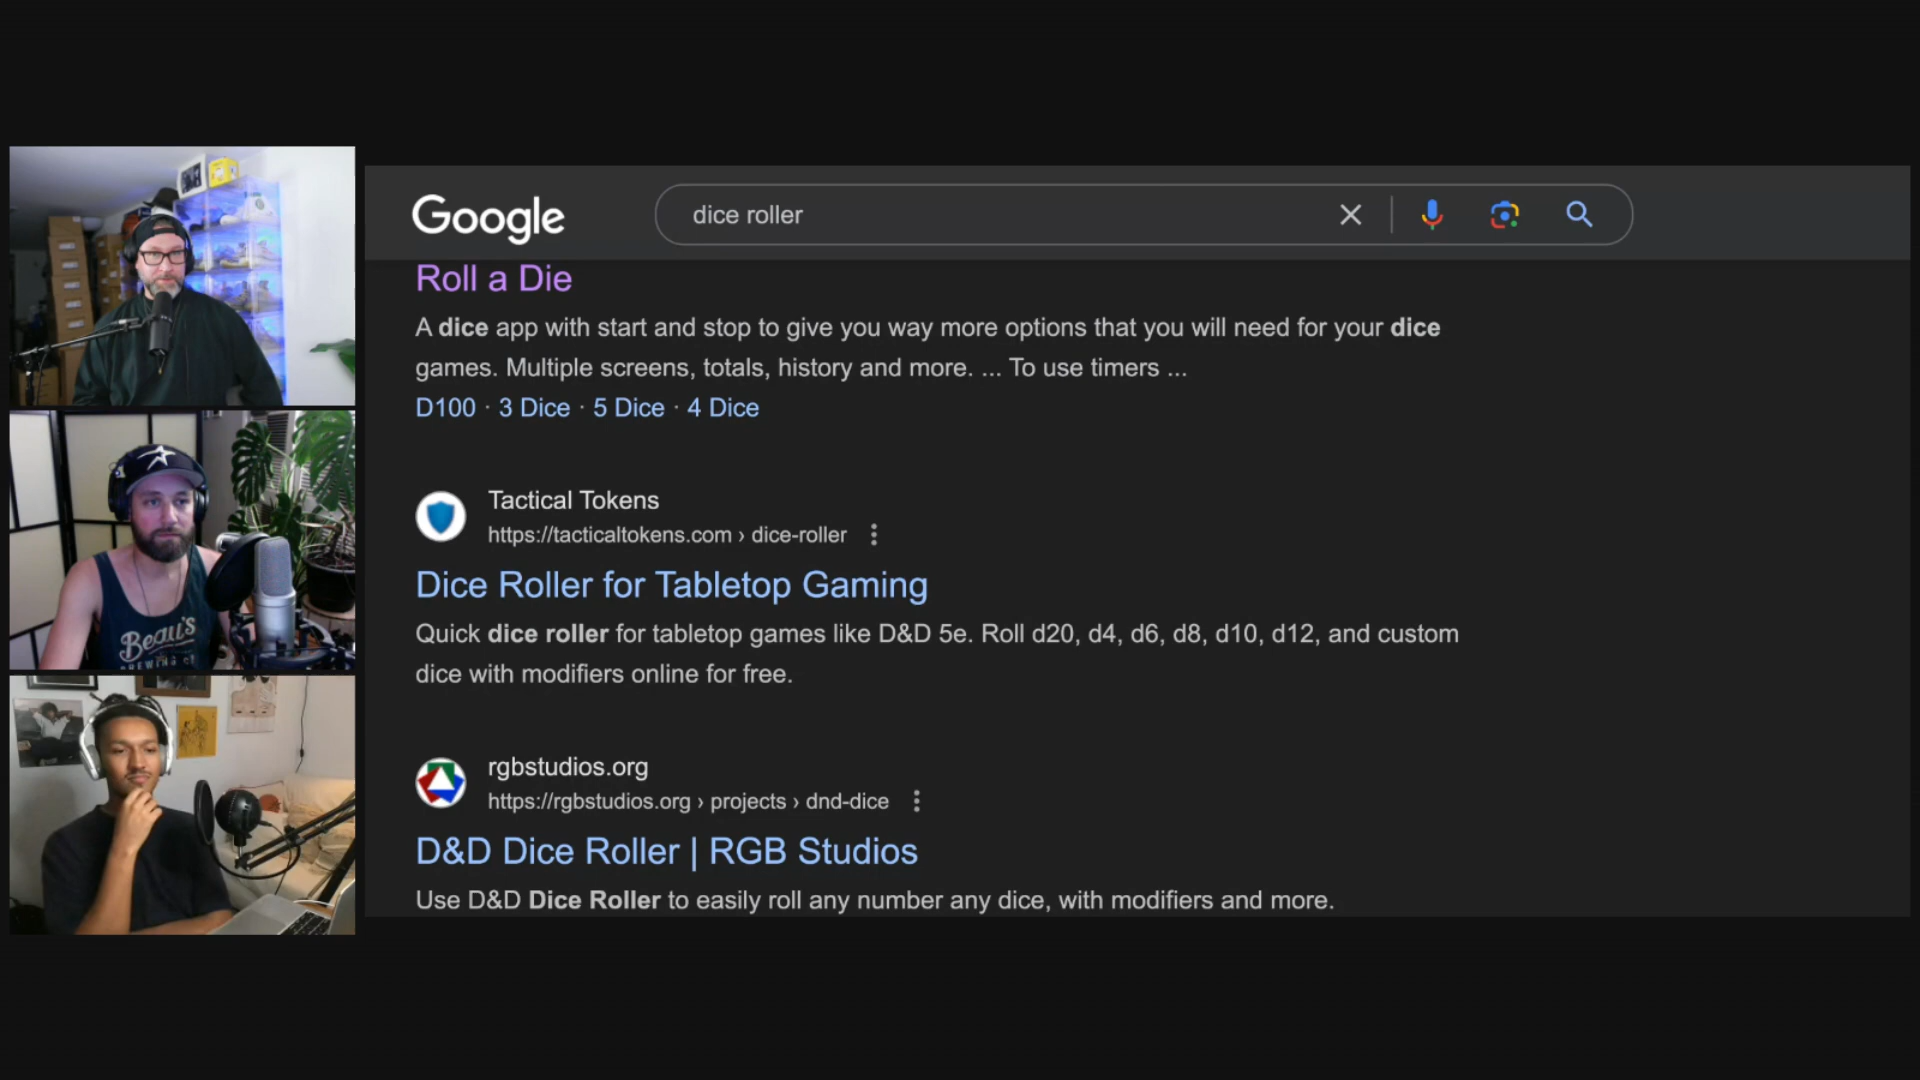 Google
dice roller
Roll a Die
A dice app with start and stop to give you way more options that you will need for your dice
games. Multiple screens, totals, history and more. ... To use timers ...
D100 · 3 Dice · 5 Dice · 4 Dice
Tactical Tokens
https://tacticaltokens.com › dice-roller
Dice Roller for Tabletop Gaming
Quick dice roller for tabletop games like D&D 5e. Roll d20, d4, d6, d8, d10, d12, and custom
dice with modifiers online for free.
rgbstudios.org
https://rgbstudios.org › projects › dnd-dice
D&D Dice Roller | RGB Studios
Use D&D Dice Roller to easily roll any number any dice, with modifiers and more.
Beau's